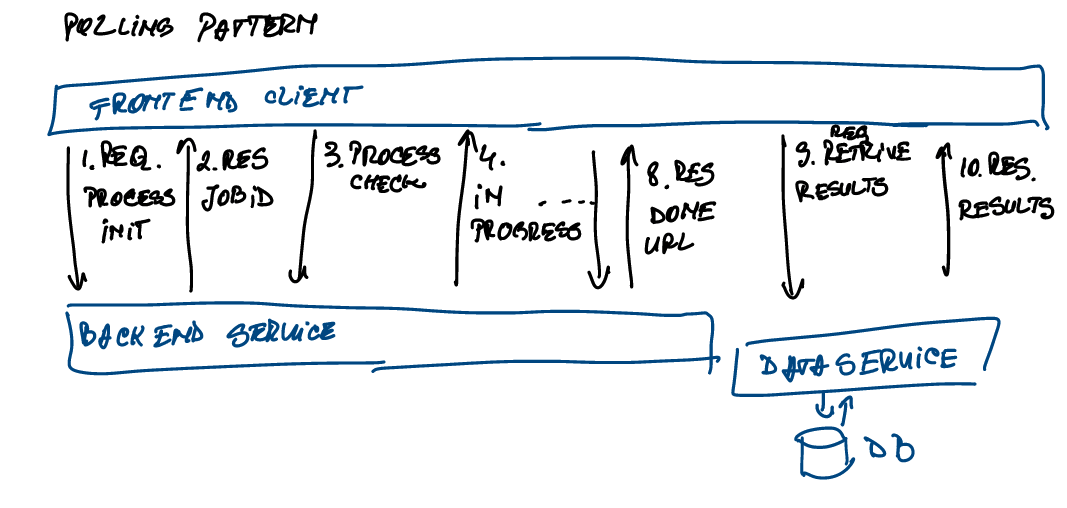 POLLING PATTERN
FRONTEND CLIENT
1. REQ.
PROCESS
INIT
2. RES
JOBID
3. PROCESS
CHECK
4.
IN
PROGRESS
....
8. RES
DONE
URL
REQ
9. RETRIVE
RESULTS
10. RES.
RESULTS
BACKEND SERVICE
DATA SERVICE
DB